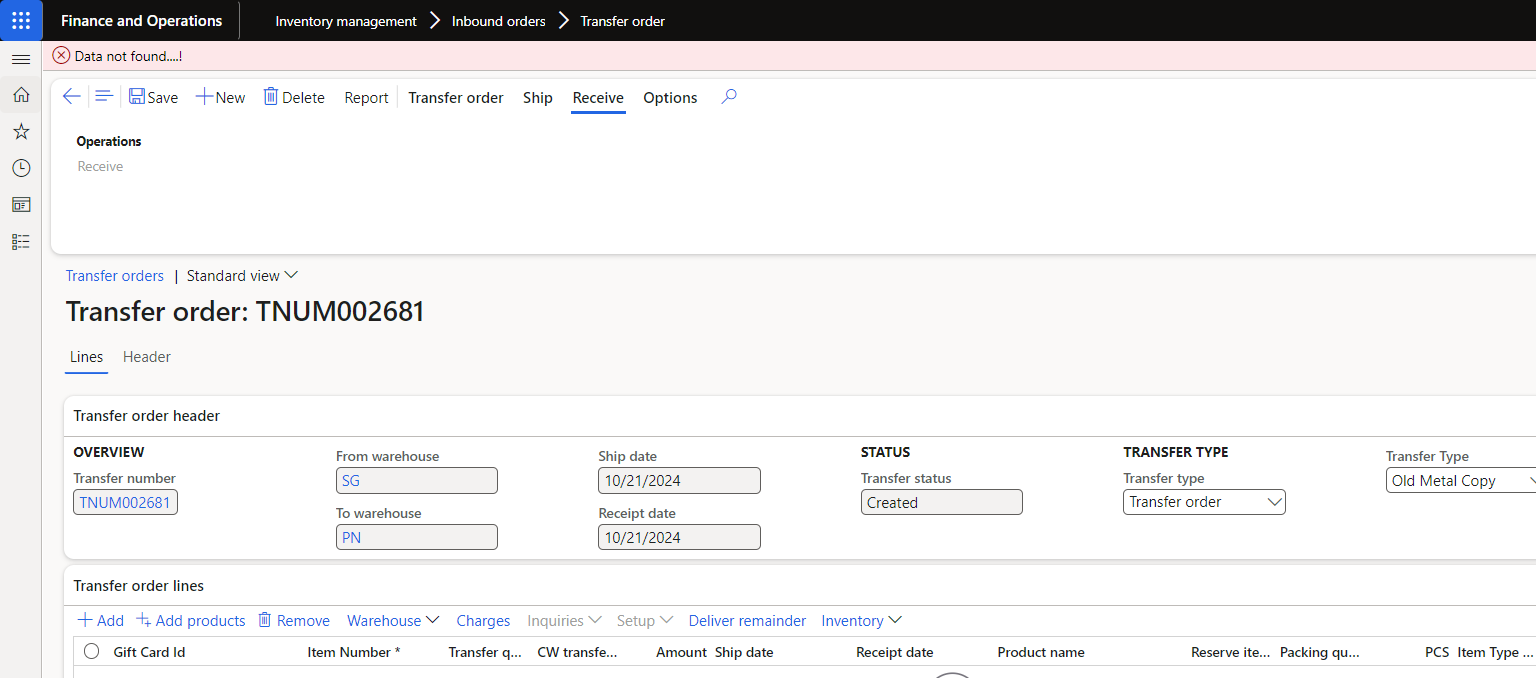 Finance and Operations
Inventory management
Inbound orders
Transfer order
Data not found....!
Save
New
Delete
Report
Transfer order
Ship
Receive
Options
Operations
Receive
Transfer orders | Standard view
Transfer order: TNUM002681
Lines
Header
Transfer order header
OVERVIEW
Transfer number
TNUM002681
From warehouse
SG
To warehouse
PN
Ship date
10/21/2024
Receipt date
10/21/2024
STATUS
Transfer status
Created
TRANSFER TYPE
Transfer type
Transfer order
Transfer Type
Old Metal Copy
Transfer order lines
Add
Add products
Remove
Warehouse
Charges
Inquiries
Setup
Deliver remainder
Inventory
Gift Card Id
Item Number *
Transfer q...
CW transfe...
Amount
Ship date
Receipt date
Product name
Reserve ite...
Packing qu...
PCS
Item Type ...